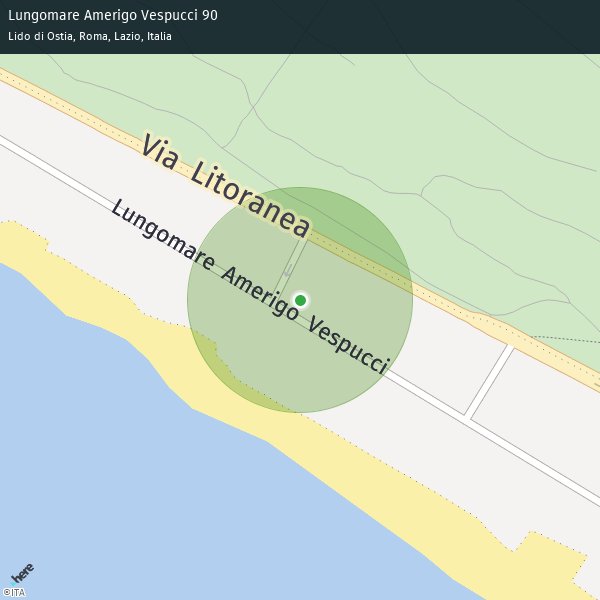 Lungomare Amerigo Vespucci 90
Lido di Ostia, Roma, Lazio, Italia
Via Litoranea
Lungomare Amerigo Vespucci
here
©ITA